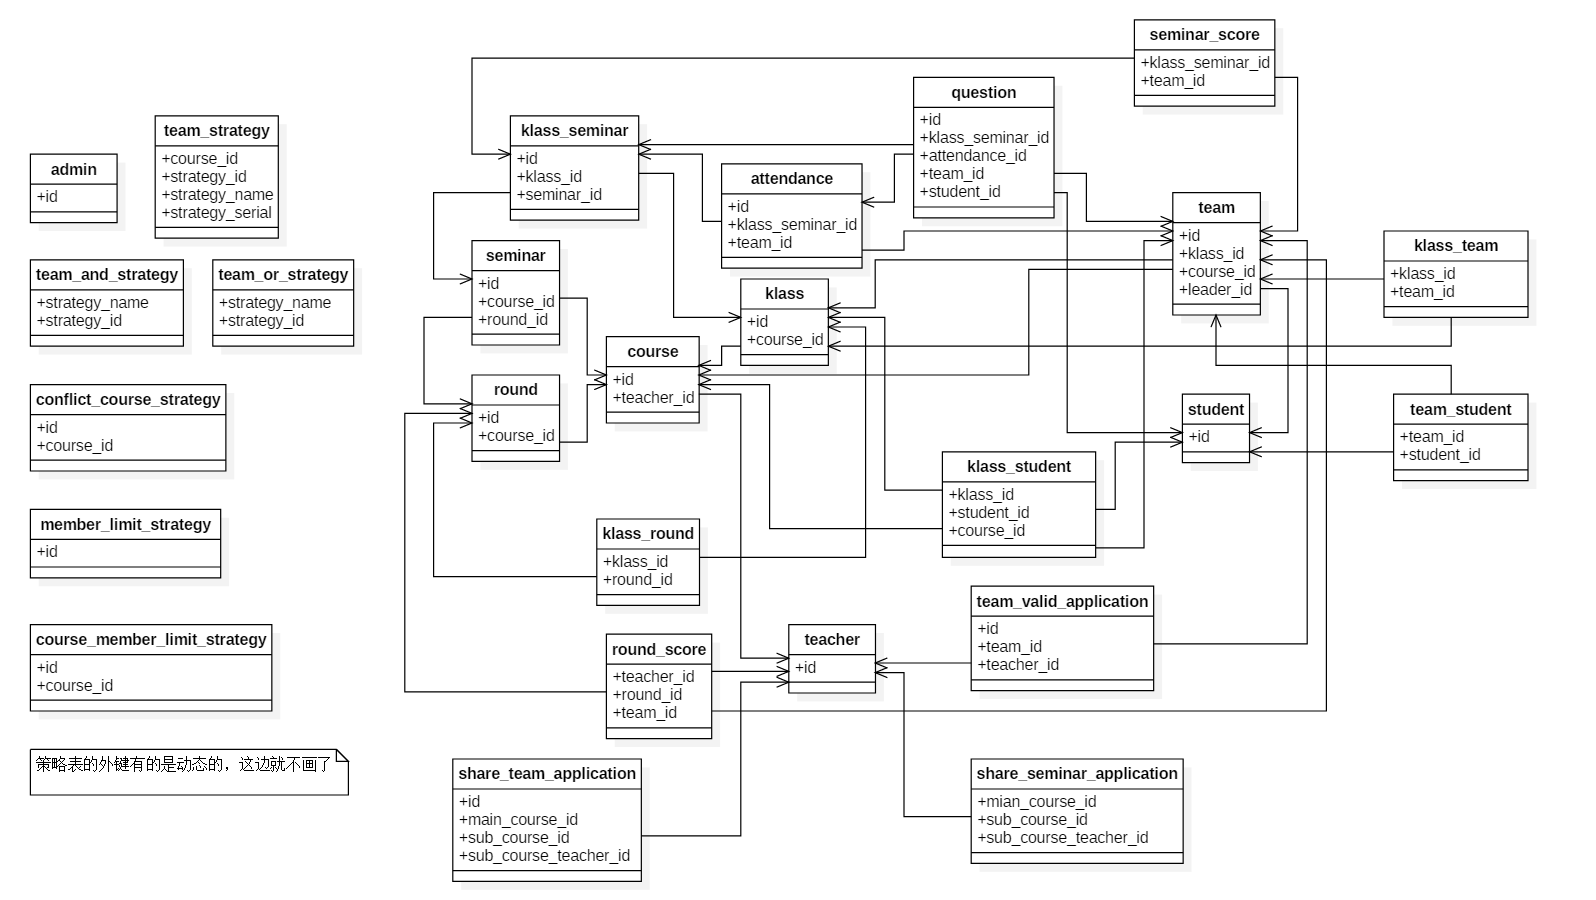 admin
+id
team_strategy
+course_id
+strategy_id
+strategy_name
+strategy_serial
team_and_strategy
+strategy_name
+strategy_id
team_or_strategy
+strategy_name
+strategy_id
conflict_course_strategy
+id
+course_id
member_limit_strategy
+id
course_member_limit_strategy
+id
+course_id
策略表的外键有的是动态的，这边就不画了
klass_seminar
+id
+klass_id
+seminar_id
seminar
+id
+course_id
+round_id
round
+id
+course_id
course
+id
+teacher_id
klass_round
+klass_id
+round_id
round_score
+teacher_id
+round_id
+team_id
share_team_application
+id
+main_course_id
+sub_course_id
+sub_course_teacher_id
attendance
+id
+klass_seminar_id
+team_id
klass
+id
+course_id
teacher
+id
question
+id
+klass_seminar_id
+attendance_id
+team_id
+student_id
klass_student
+klass_id
+student_id
+course_id
team_valid_application
+id
+team_id
+teacher_id
share_seminar_application
+mian_course_id
+sub_course_id
+sub_course_teacher_id
seminar_score
+klass_seminar_id
+team_id
team
+id
+klass_id
+course_id
+leader_id
student
+id
klass_team
+klass_id
+team_id
team_student
+team_id
+student_id